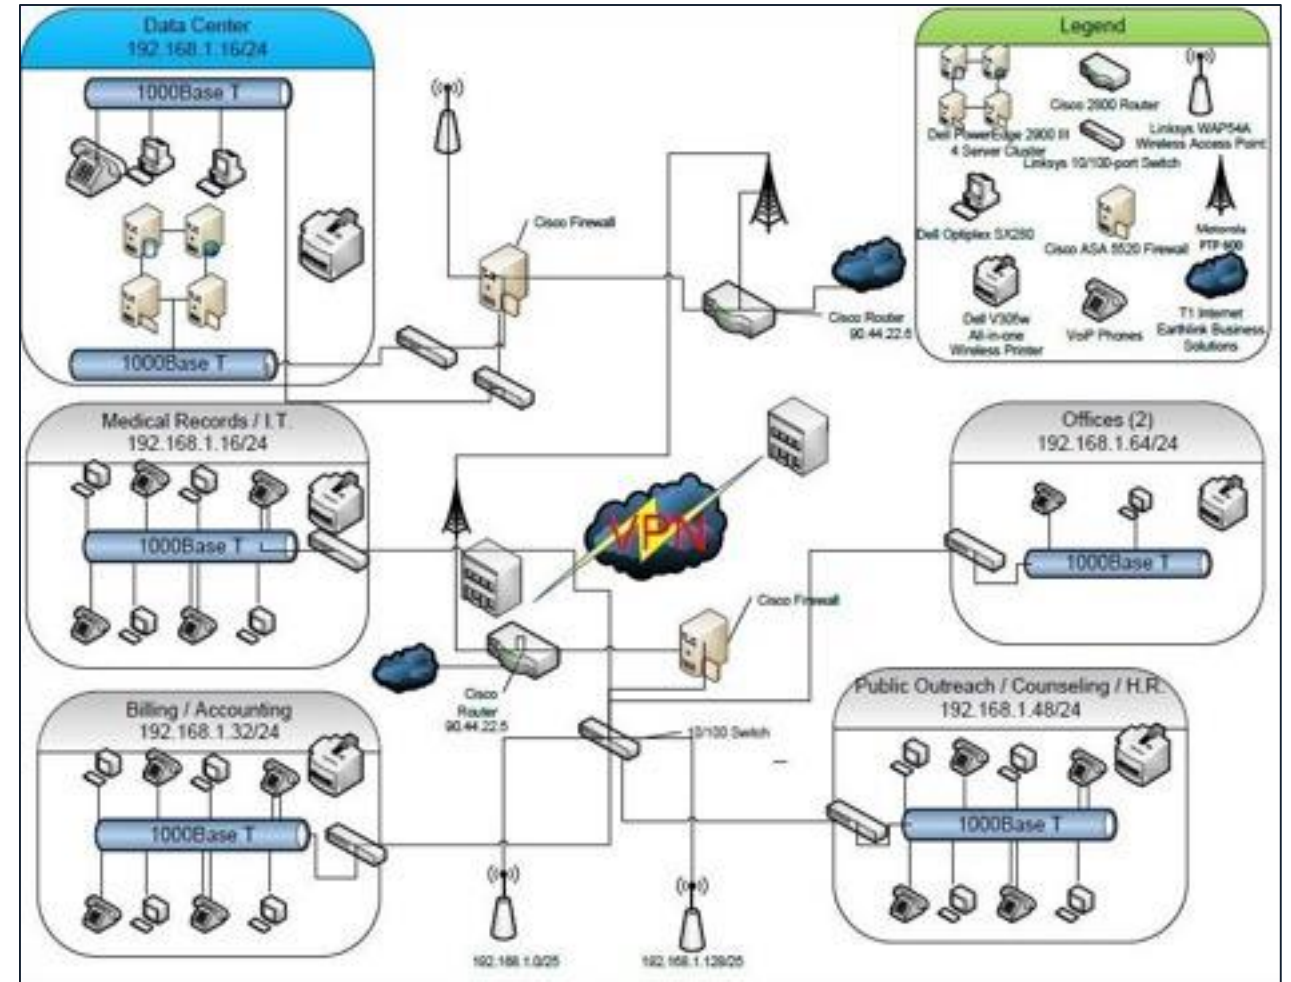 Data Center
192.168.1.16/24
1000Base T
1000Base T
Cisco Firewall
Cisco Router
90.44.22.5
Legend
Dell PowerEdge 2900 III
4 Server Cluster
Cisco 2800 Router
Linksys 10/100-port Switch
Linksys WAP54A
Wireless Access Point
Dell Optiplex SX280
Cisco ASA 5520 Firewall
Motorola
PTP 600
Dell V305w
All-in-one
Wireless Printer
VoIP Phones
T1 Internet
Earthlink Business
Solutions
Medical Records / I.T.
192.168.1.16/24
1000Base T
VPN
Offices (2)
192.168.1.64/24
1000Base T
Cisco Firewall
Cisco
Router
90.44.22.5
10/100 Switch
Billing / Accounting
192.168.1.32/24
1000Base T
Public Outreach / Counseling / H.R.
192.168.1.48/24
1000Base T
192.168.1.0/25
192.168.1.128/25